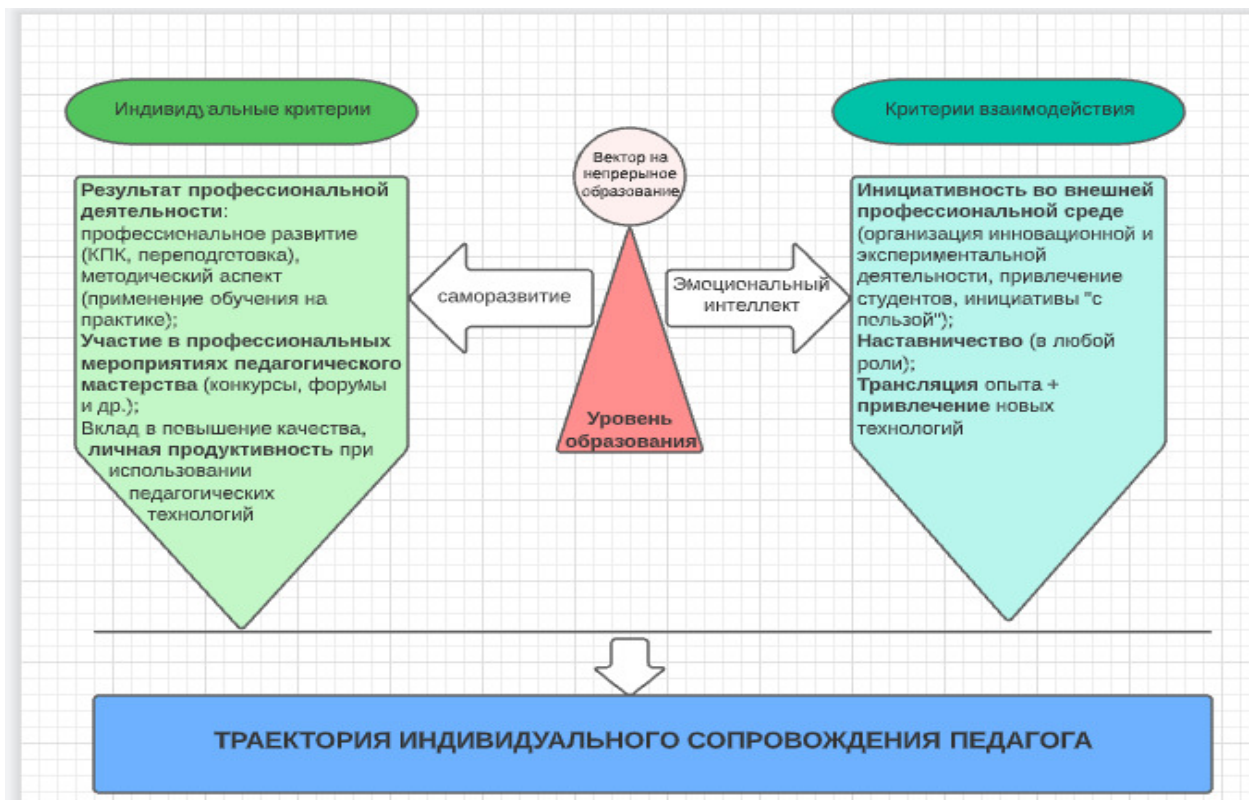 Индивидуальные критерии
Результат профессиональной
деятельности:
профессиональное развитие
(КПК, переподготовка),
методический аспект
(применение обучения на
практике);
Участие в профессиональных
мероприятиях педагогического
мастерства (конкурсы, форумы
и др.);
Вклад в повышение качества,
личная продуктивность при
использовании
педагогических
технологий
саморазвитие
Вектор на
непрерыное
образование
Уровень
образования
Эмоциональный
интеллект
Критерии взаимодействия
Инициативность во внешней
профессиональной среде
(организация инновационной и
экспериментальной
деятельности, привлечение
студентов, инициативы "с
пользой");
Наставничество (в любой
роли);
Трансляция опыта +
привлечение новых
технологий
ТРАЕКТОРИЯ ИНДИВИДУАЛЬНОГО СОПРОВОЖДЕНИЯ ПЕДАГОГА